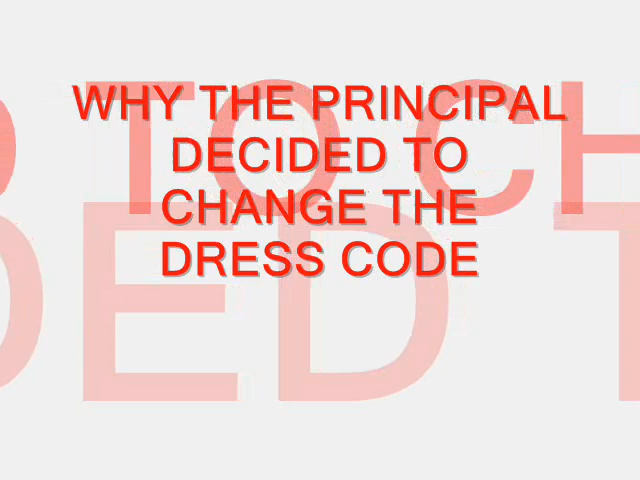 WHY THE PRINCIPAL
DECIDED TO
CHANGE THE
DRESS CODE